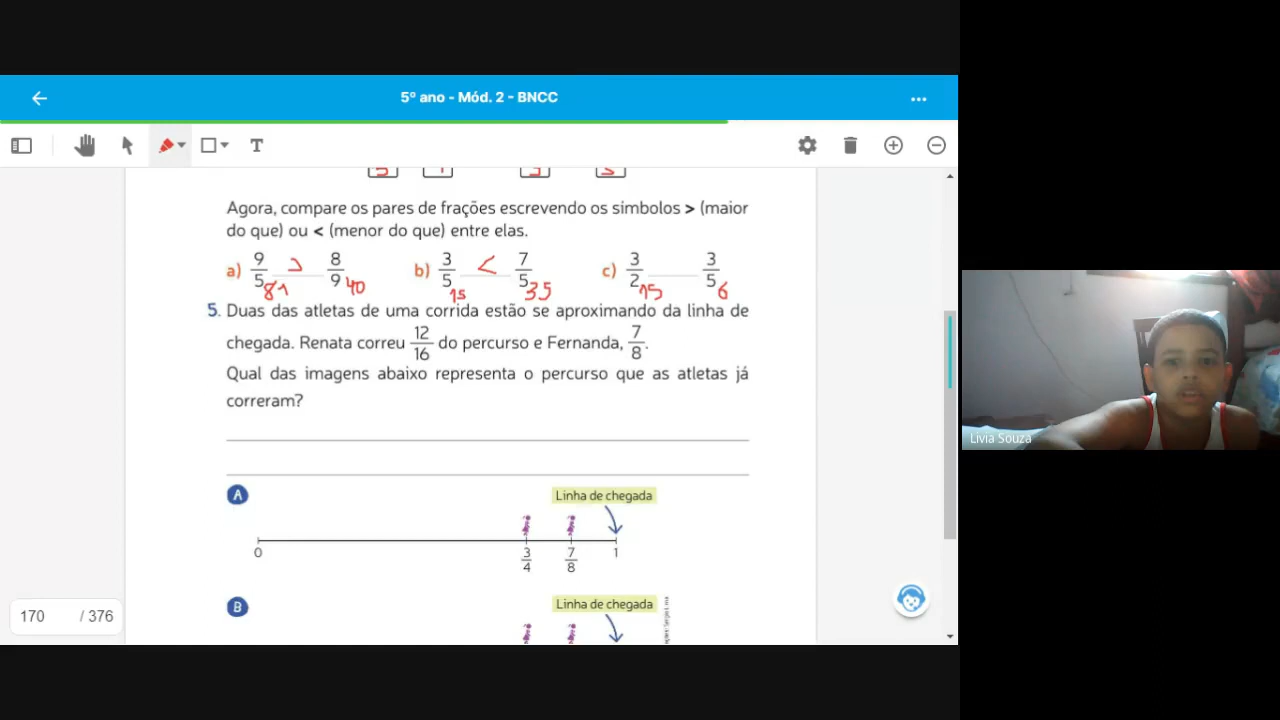 5º ano - Mód. 2 - BNCC
T
Agora, compare os pares de frações escrevendo os símbolos > (maior
do que) ou < (menor do que) entre elas.
a) 9/5 > 8/9 b) 3/5 < 7/5 c) 3/2 ____ 3/5
81 40 15 35 15 6
5. Duas das atletas de uma corrida estão se aproximando da linha de
chegada. Renata correu 12/16 do percurso e Fernanda, 7/8.
Qual das imagens abaixo representa o percurso que as atletas já
correram?
A Linha de chegada
0 3/4 7/8 1
B Linha de chegada
170 / 376
Livia Souza